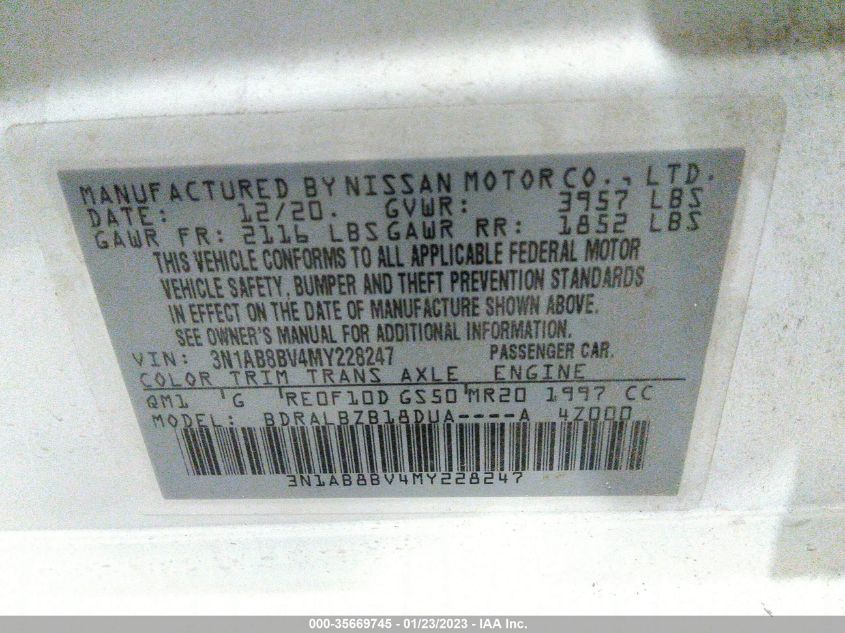 MANUFACTURED BY NISSAN MOTOR CO., LTD.
DATE: 12/20. GVWR: 3957 LBS
GAWR FR: 2116 LBS GAWR RR: 1852 LBS
THIS VEHICLE CONFORMS TO ALL APPLICABLE FEDERAL MOTOR
VEHICLE SAFETY, BUMPER AND THEFT PREVENTION STANDARDS
IN EFFECT ON THE DATE OF MANUFACTURE SHOWN ABOVE.
SEE OWNER'S MANUAL FOR ADDITIONAL INFORMATION.
VIN: 3N1AB8BV4MY228247 PASSENGER CAR.
COLOR TRIM TRANS AXLE ENGINE
QM1 G RE0F10D GS50 MR20 1997 CC
MODEL: BDRALBZB18DUA----A 4Z000
3N1AB8BV4MY228247
000-35669745 - 01/23/2023 - IAA Inc.